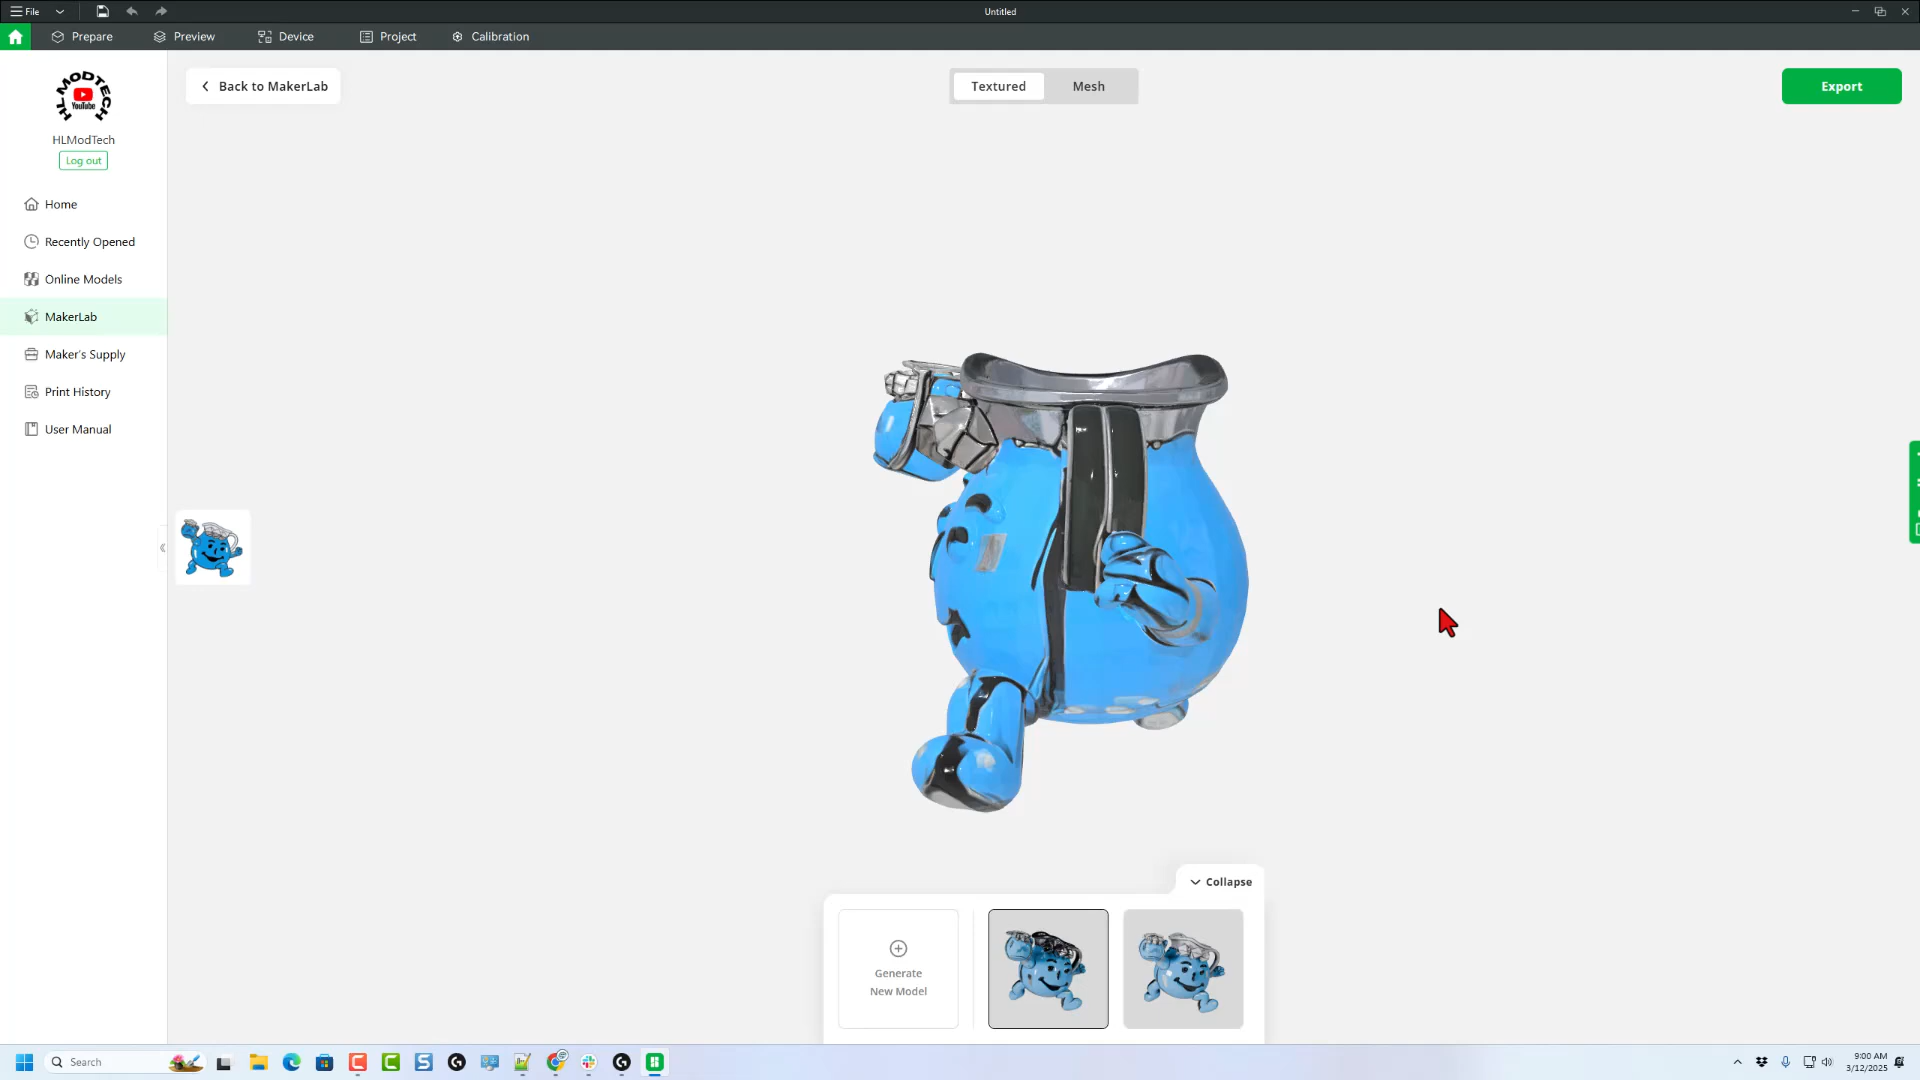 File
Untitled
Prepare
Preview
Device
Project
Calibration
HLMODTECH
YouTube
HLModTech
Log out
Home
Recently Opened
Online Models
MakerLab
Maker's Supply
Print History
User Manual
Back to MakerLab
Textured
Mesh
Export
Collapse
Generate
New Model
Search
9:00 AM
3/12/2025